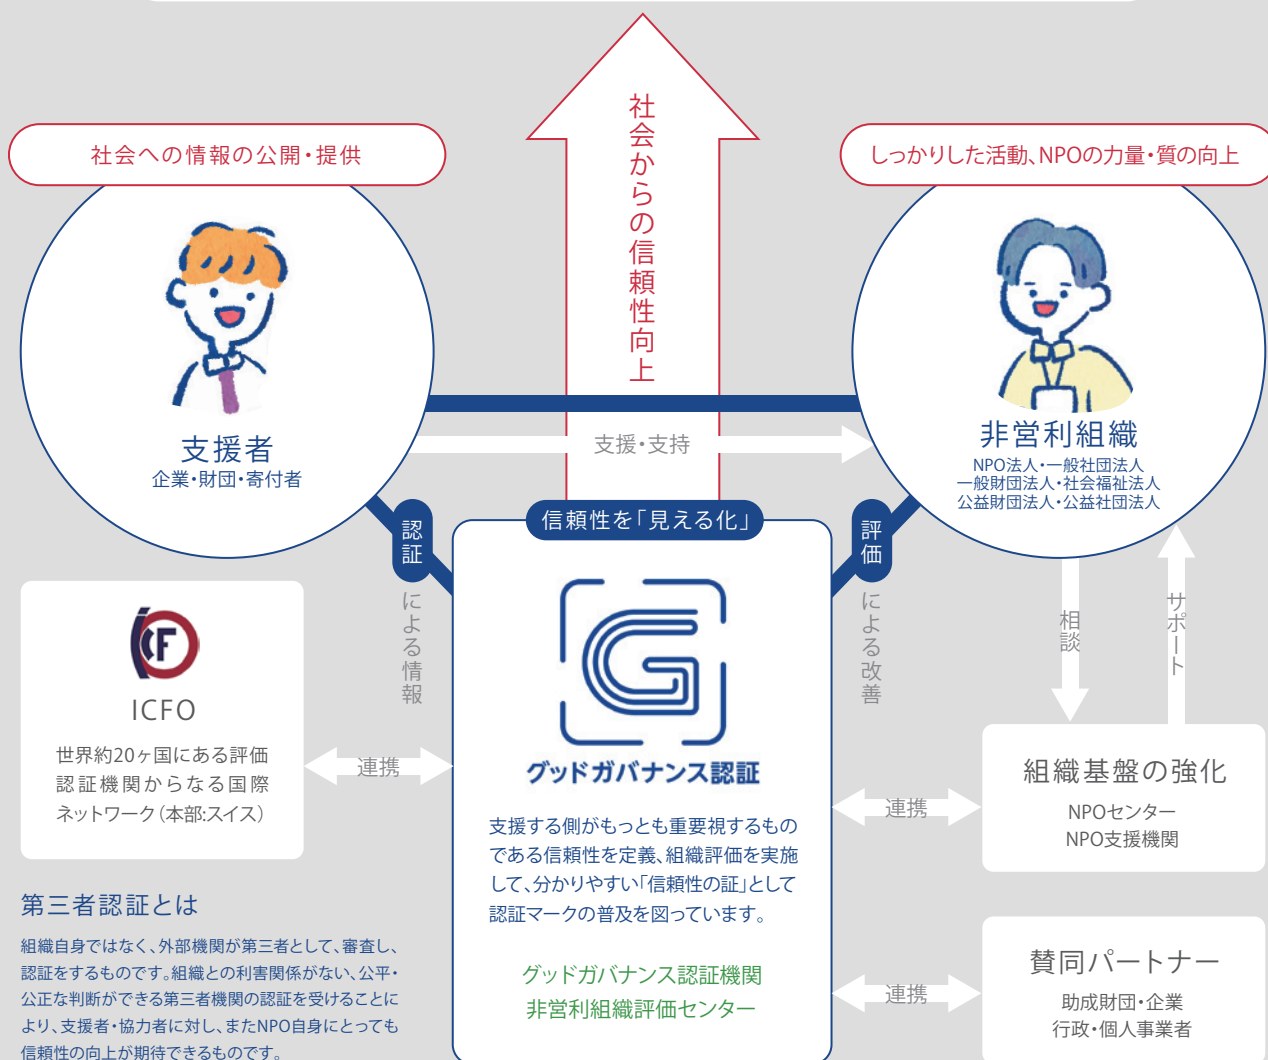 社会からの信頼性向上
社会への情報の公開・提供
しっかりした活動、NPOの力量・質の向上
支援者
企業・財団・寄付者
支援・支持
非営利組織
NPO法人・一般社団法人
一般財団法人・社会福祉法人
公益財団法人・公益社団法人
認証
による情報
信頼性を「見える化」
評価
による改善
相談
サポート
ICFO
ICFO
世界約20ヶ国にある評価
認証機関からなる国際
ネットワーク(本部:スイス)
連携
G
グッドガバナンス認証
支援する側がもっとも重要視するもの
である信頼性を定義、組織評価を実施
して、分かりやすい「信頼性の証」として
認証マークの普及を図っています。
グッドガバナンス認証機関
非営利組織評価センター
連携
組織基盤の強化
NPOセンター
NPO支援機関
連携
賛同パートナー
助成財団・企業
行政・個人事業者
第三者認証とは
組織自身ではなく、外部機関が第三者として、審査し、
認証をするものです。組織との利害関係がない、公平・
公正な判断ができる第三者機関の認証を受けることに
より、支援者・協力者に対し、またNPO自身にとっても
信頼性の向上が期待できるものです。